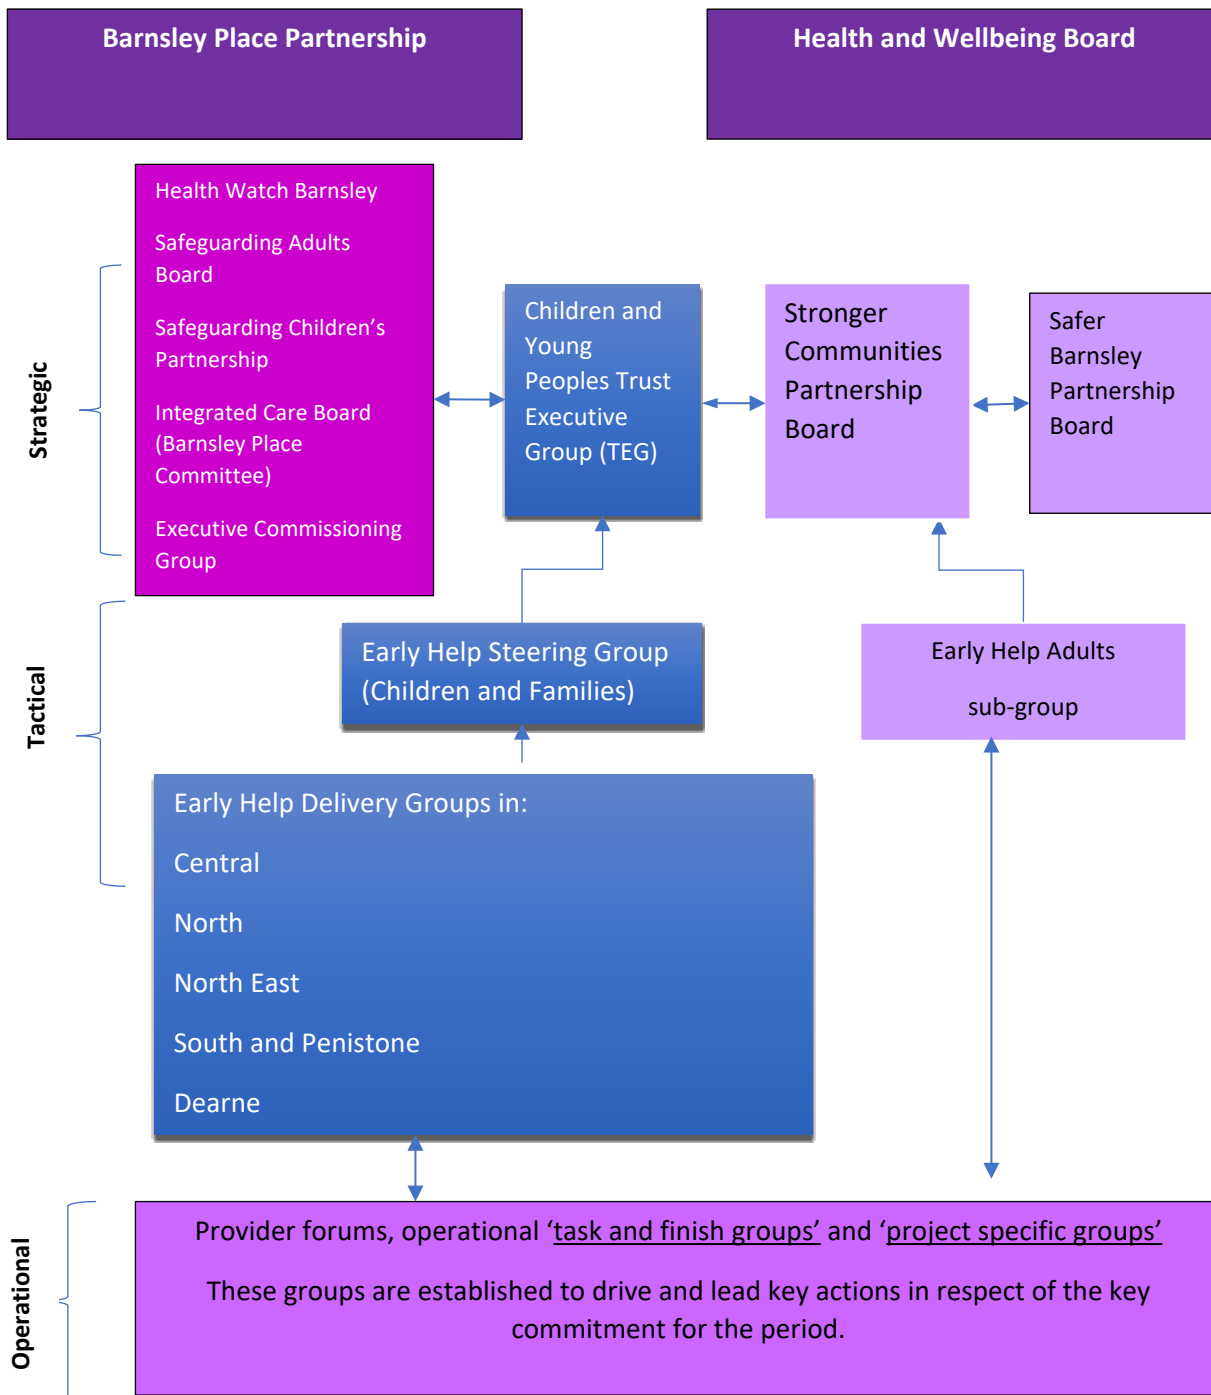 Barnsley Place Partnership
Health and Wellbeing Board
Strategic
Health Watch Barnsley
Safeguarding Adults
Board
Safeguarding Children’s
Partnership
Integrated Care Board
(Barnsley Place
Committee)
Executive Commissioning
Group
Children and
Young
Peoples Trust
Executive
Group (TEG)
Stronger
Communities
Partnership
Board
Safer
Barnsley
Partnership
Board
Tactical
Early Help Steering Group
(Children and Families)
Early Help Adults
sub-group
Early Help Delivery Groups in:
Central
North
North East
South and Penistone
Dearne
Operational
Provider forums, operational ‘task and finish groups’ and ‘project specific groups’
These groups are established to drive and lead key actions in respect of the key
commitment for the period.